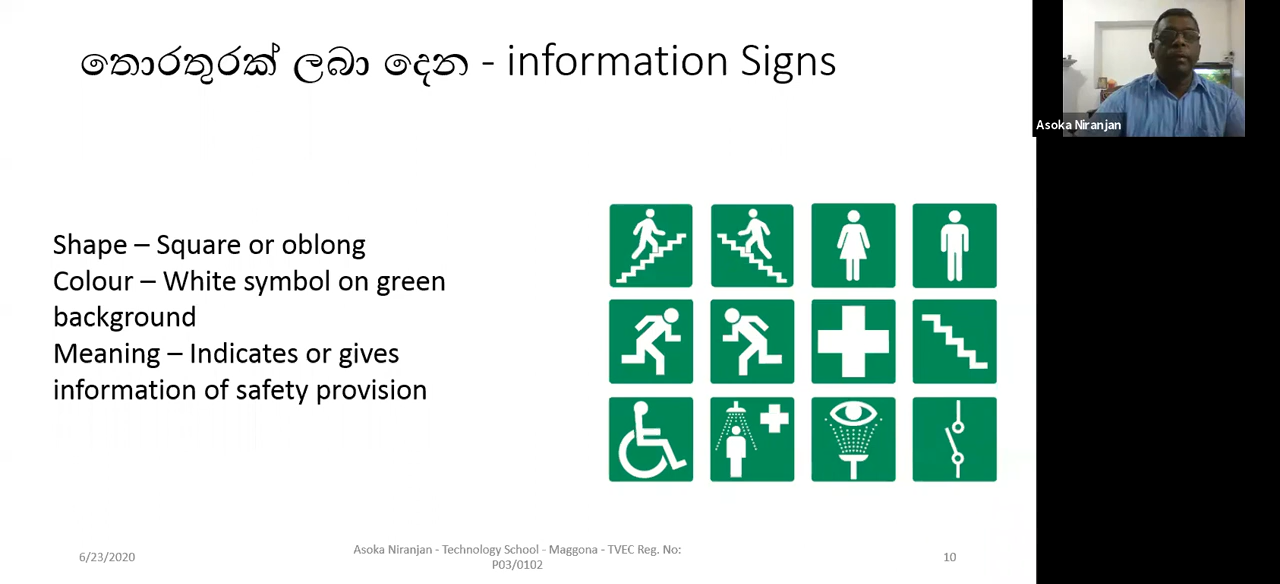 තොරතුරක් ලබා දෙන - information Signs
Asoka Niranjan
Shape – Square or oblong
Colour – White symbol on green
background
Meaning – Indicates or gives
information of safety provision
6/23/2020
Asoka Niranjan - Technology School - Maggona - TVEC Reg. No:
P03/0102
10